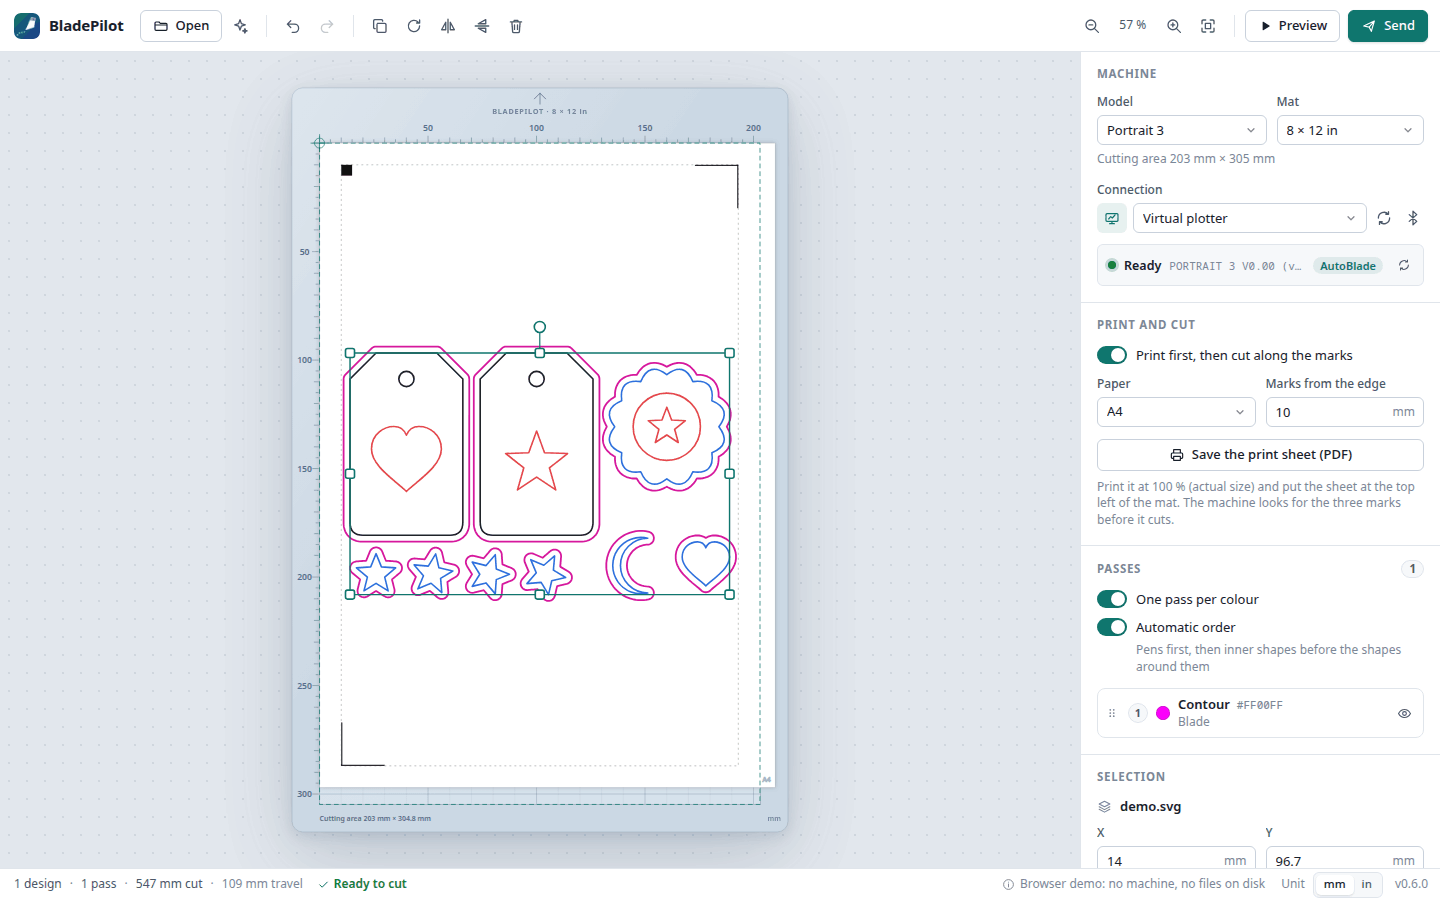 BladePilot
Open
57 %
Preview
Send
BLADEPILOT · 8 × 12 in
50
100
150
200
50
100
150
200
250
300
A4
Cutting area 203 mm × 304.8 mm
mm
MACHINE
Model
Mat
Portrait 3
8 × 12 in
Cutting area 203 mm × 305 mm
Connection
Virtual plotter
Ready PORTRAIT 3 V0.00 (v… AutoBlade
PRINT AND CUT
Print first, then cut along the marks
Paper
Marks from the edge
A4
10 mm
Save the print sheet (PDF)
Print it at 100 % (actual size) and put the sheet at the top
left of the mat. The machine looks for the three marks
before it cuts.
PASSES 1
One pass per colour
Automatic order
Pens first, then inner shapes before the shapes
around them
1 Contour #FF00FF
Blade
SELECTION
demo.svg
X
Y
14 mm
96.7 mm
1 design · 1 pass · 547 mm cut · 109 mm travel Ready to cut
Browser demo: no machine, no files on disk Unit mm in v0.6.0